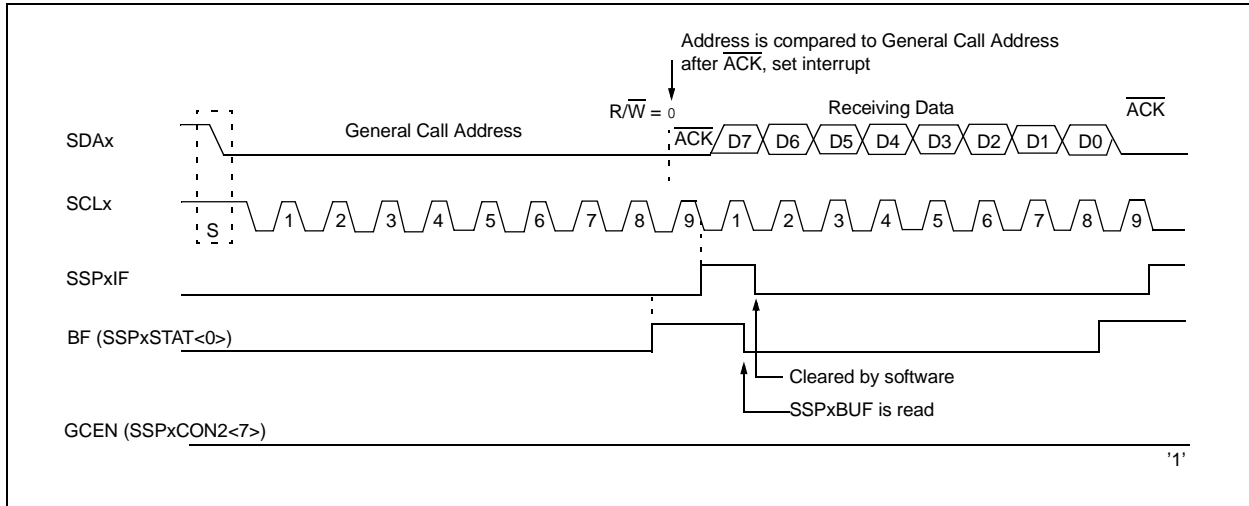 Address is compared to General Call Address
after ACK, set interrupt
R/W = 0
Receiving Data
ACK
SDAx
General Call Address
ACK
D7 D6 D5 D4 D3 D2 D1 D0
SCLx
S
1 2 3 4 5 6 7 8 9 1 2 3 4 5 6 7 8 9
SSPxIF
BF (SSPxSTAT<0>)
Cleared by software
SSPxBUF is read
GCEN (SSPxCON2<7>)
'1'